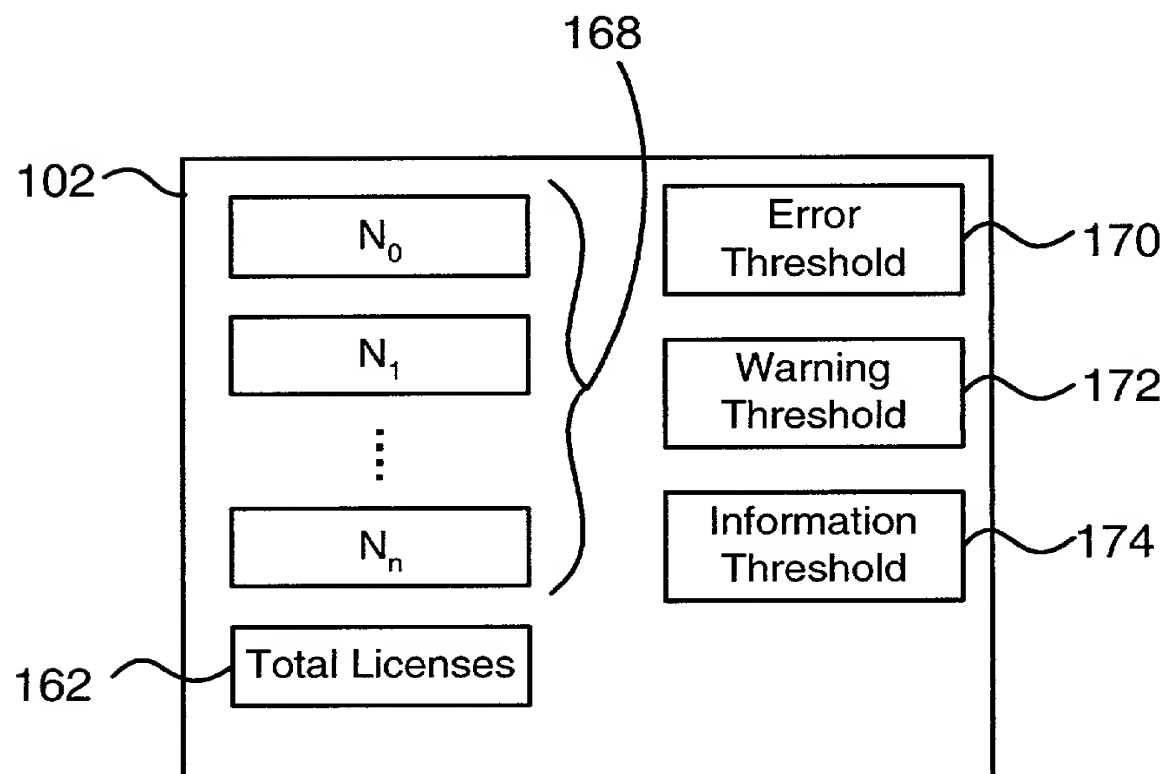 168
102
N₀
N₁
⋮
Nₙ
Total Licenses
162
Error
Threshold
170
Warning
Threshold
172
Information
Threshold
174